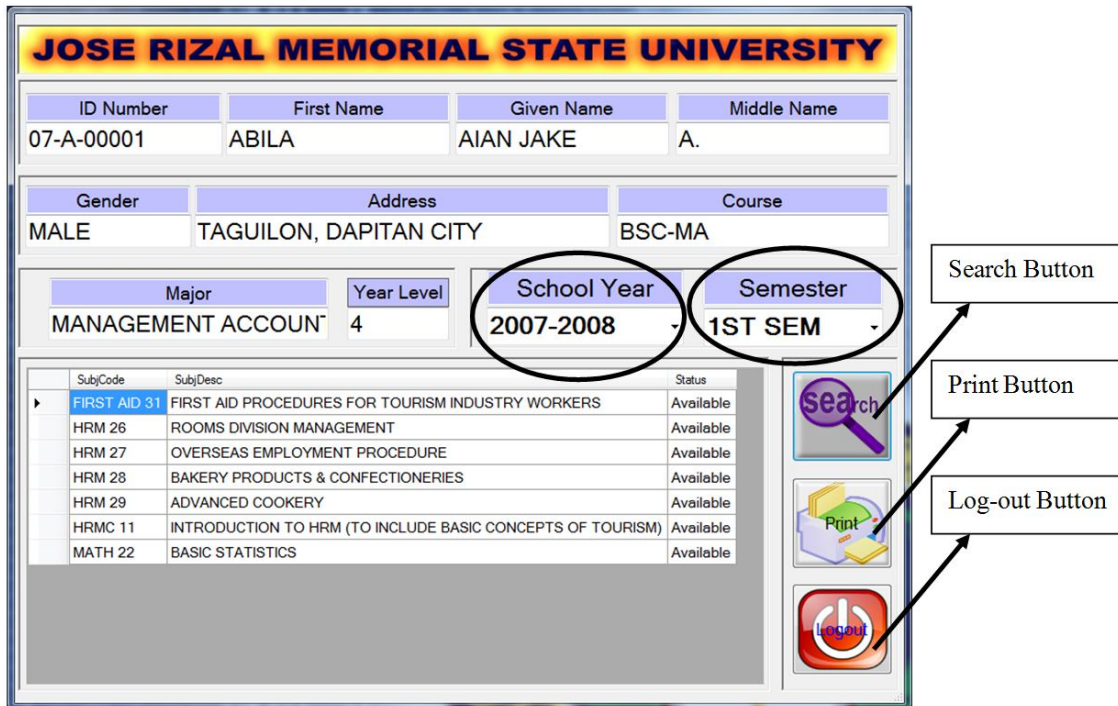 JOSE RIZAL MEMORIAL STATE UNIVERSITY
ID Number First Name Given Name Middle Name
07-A-00001 ABILA AIAN JAKE A.
Gender Address Course
MALE TAGUILON, DAPITAN CITY BSC-MA
Major Year Level School Year Semester
MANAGEMENT ACCOUNT 4 2007-2008 1ST SEM
SubjCode SubjDesc Status
FIRST AID 31 FIRST AID PROCEDURES FOR TOURISM INDUSTRY WORKERS Available
HRM 26 ROOMS DIVISION MANAGEMENT Available
HRM 27 OVERSEAS EMPLOYMENT PROCEDURE Available
HRM 28 BAKERY PRODUCTS & CONFECTIONERIES Available
HRM 29 ADVANCED COOKERY Available
HRMC 11 INTRODUCTION TO HRM (TO INCLUDE BASIC CONCEPTS OF TOURISM) Available
MATH 22 BASIC STATISTICS Available
search
Print
Logout
Search Button
Print Button
Log-out Button